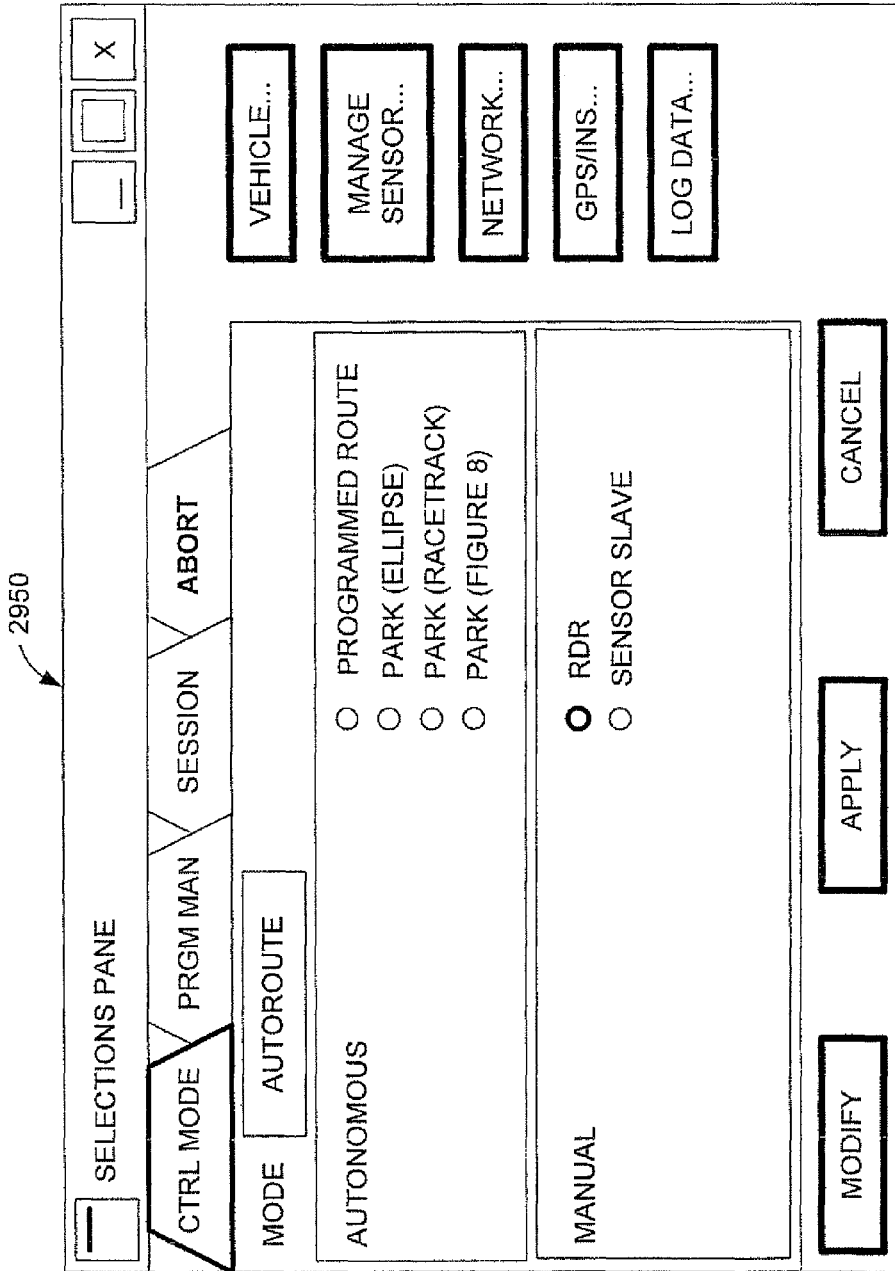 2950
SELECTIONS PANE
X
CTRL MODE
PRGM MAN
SESSION
ABORT
MODE
AUTOROUTE
AUTONOMOUS
PROGRAMMED ROUTE
PARK (ELLIPSE)
PARK (RACETRACK)
PARK (FIGURE 8)
MANUAL
RDR
SENSOR SLAVE
VEHICLE...
MANAGE
SENSOR...
NETWORK...
GPS/INS...
LOG DATA...
MODIFY
APPLY
CANCEL